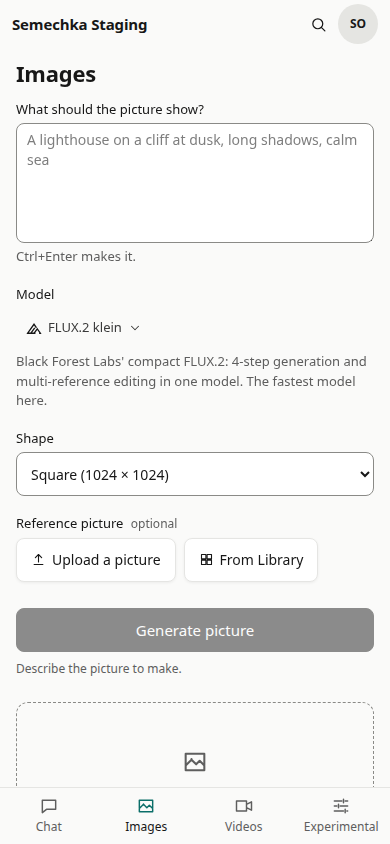 Semechka Staging
SO
Images
What should the picture show?
A lighthouse on a cliff at dusk, long shadows, calm
sea
Ctrl+Enter makes it.
Model
FLUX.2 klein
Black Forest Labs' compact FLUX.2: 4-step generation and
multi-reference editing in one model. The fastest model
here.
Shape
Square (1024 × 1024)
Reference picture optional
Upload a picture
From Library
Generate picture
Describe the picture to make.
Chat
Images
Videos
Experimental